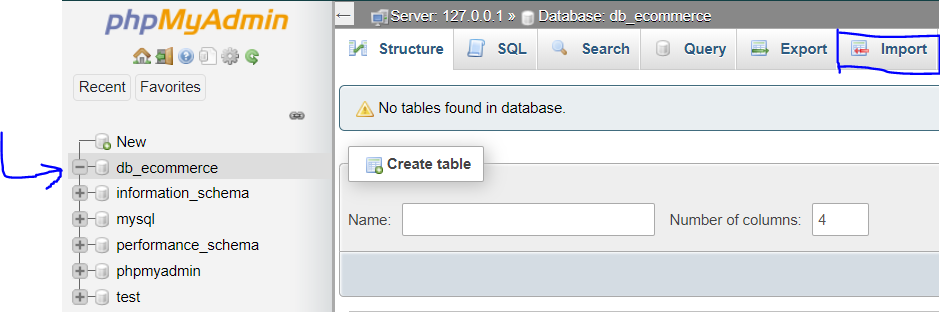 phpMyAdmin
Recent Favorites
New
db_ecommerce
information_schema
mysql
performance_schema
phpmyadmin
test
Server: 127.0.0.1 » Database: db_ecommerce
Structure SQL Search Query Export Import
No tables found in database.
Create table
Name: Number of columns: 4